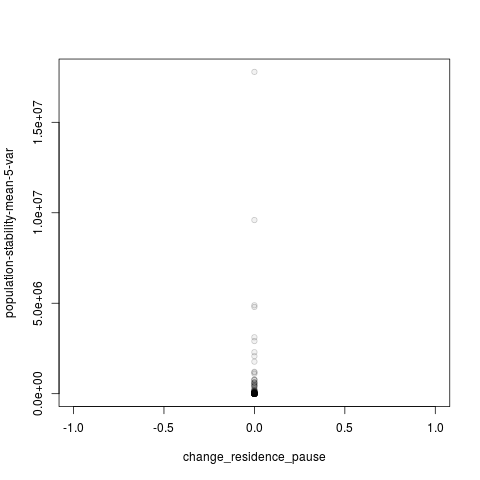 population-stability-mean-5-var
1.5e+07
1.0e+07
5.0e+06
0.0e+00
-1.0
-0.5
0.0
0.5
1.0
change_residence_pause